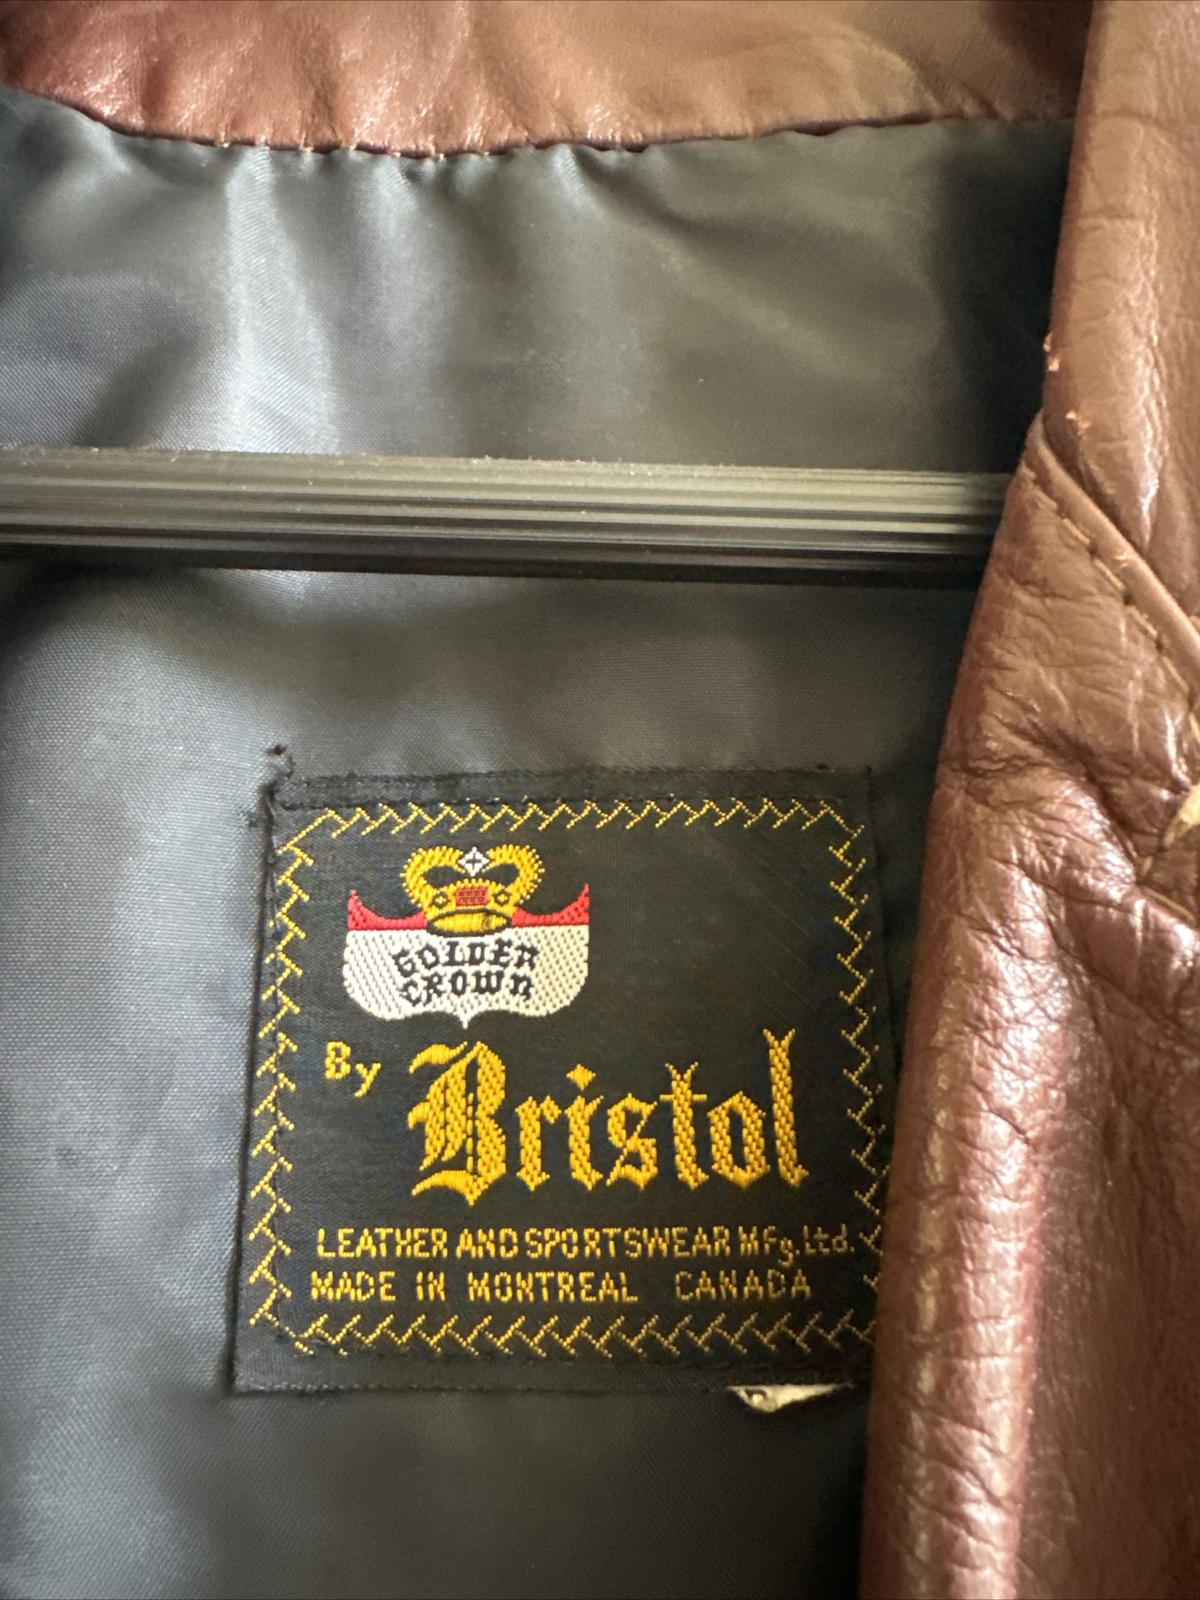 GOLDEN
CROWN
By Bristol
LEATHER AND SPORTSWEAR MFg. Ltd.
MADE IN MONTREAL CANADA